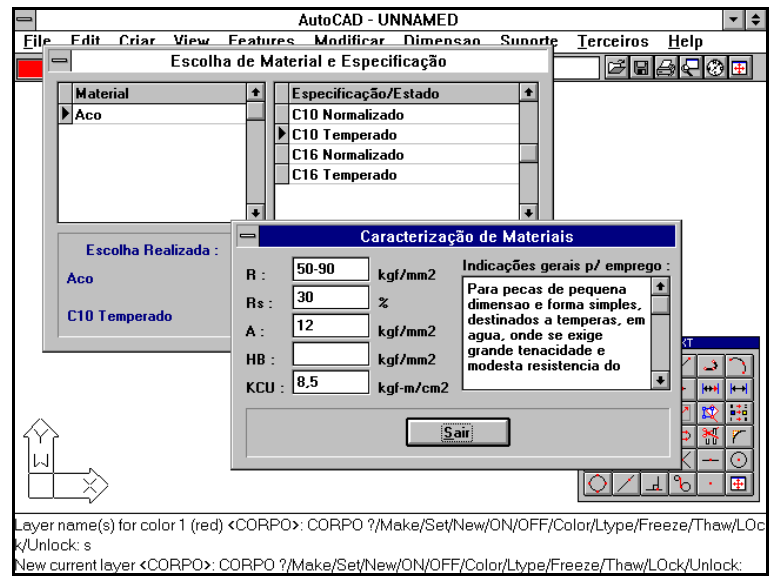 AutoCAD - UNNAMED
File Edit Criar View Features Modificar Dimensao Suporte Terceiros Help
Escolha de Material e Especificação
Material
Aco
Especificação/Estado
C10 Normalizado
C10 Temperado
C16 Normalizado
C16 Temperado
Escolha Realizada :
Aco
C10 Temperado
Caracterização de Materiais
R : 50-90 kgf/mm2
Rs : 30 %
A : 12 kgf/mm2
HB : kgf/mm2
KCU : 8,5 kgf-m/cm2
Indicações gerais p/ emprego :
Para pecas de pequena
dimensao e forma simples,
destinados a temperas, em
agua, onde se exige
grande tenacidade e
modesta resistencia do
Sair
W
Y
X
Layer name(s) for color 1 (red) <CORPO>: CORPO ?/Make/Set/New/ON/OFF/Color/Ltype/Freeze/Thaw/LOc
k/Unlock: s
New current layer <CORPO>: CORPO ?/Make/Set/New/ON/OFF/Color/Ltype/Freeze/Thaw/LOck/Unlock: